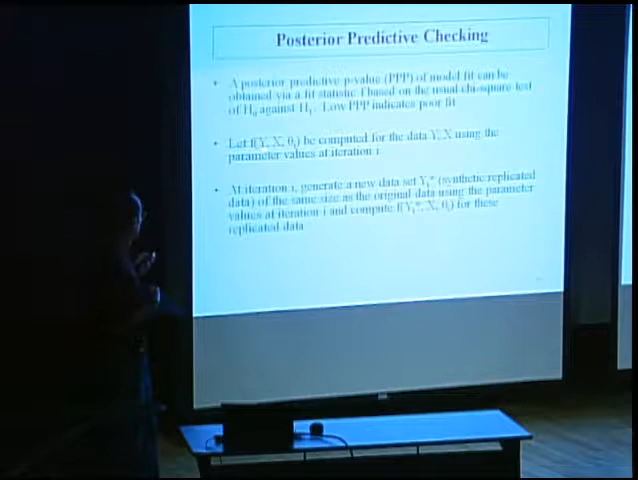 Posterior Predictive Checking
• A posterior predictive p-value (PPP) of model fit can be
obtained via a fit statistic f based on the usual chi-square test
of H₀ against H₁. Low PPP indicates poor fit
• Let f(Y, X, θᵢ) be computed for the data Y, X using the
parameter values at iteration i
• At iteration i, generate a new data set Yᵢ* (synthetic replicated
data) of the same size as the original data using the parameter
values at iteration i and compute f(Yᵢ*, X, θᵢ) for these
replicated data